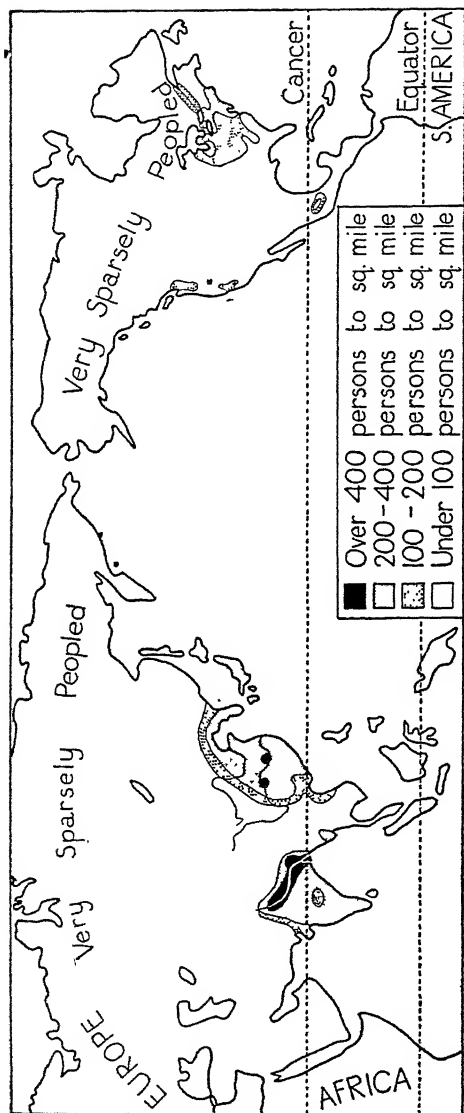 EUROPE
Very Sparsely Peopled
Very Sparsely Peopled
AFRICA
Cancer
Equator
S. AMERICA
Over 400 persons to sq. mile
200-400 persons to sq. mile
100-200 persons to sq. mile
Under 100 persons to sq. mile